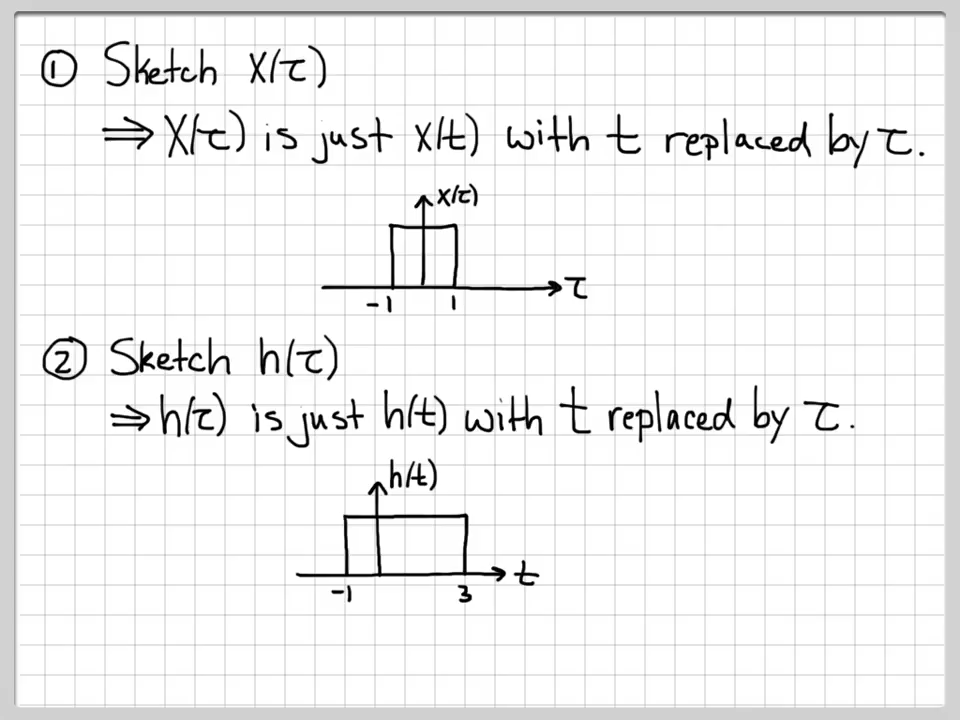 ① Sketch X(τ)
⇒ X(τ) is just x(t) with t replaced by τ.
x(τ)
τ
-1 1
② Sketch h(τ)
⇒ h(τ) is just h(t) with t replaced by τ.
h(t)
t
-1 3